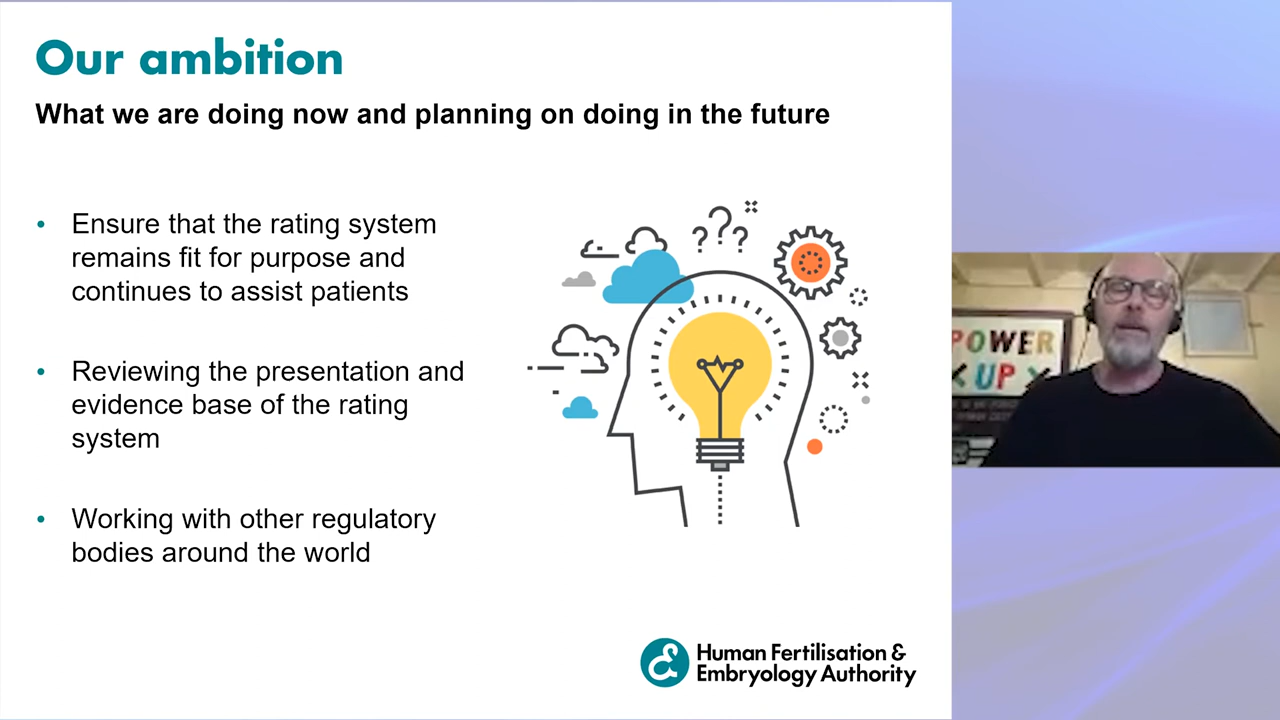 Our ambition
What we are doing now and planning on doing in the future
• Ensure that the rating system
remains fit for purpose and
continues to assist patients
• Reviewing the presentation and
evidence base of the rating
system
• Working with other regulatory
bodies around the world
Human Fertilisation &
Embryology Authority
POWER
UP